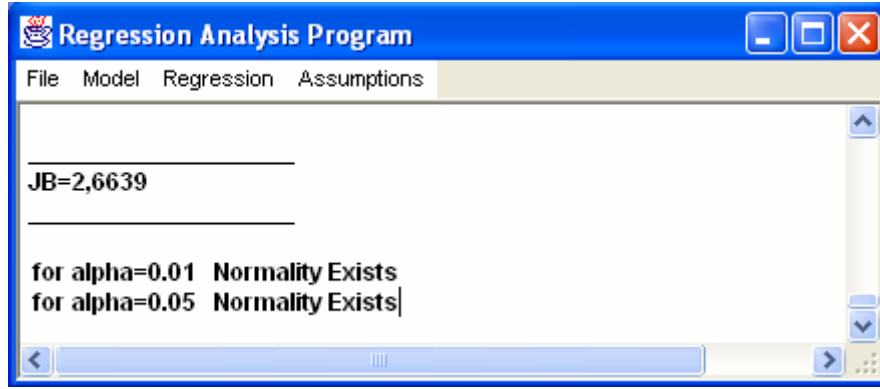 Regression Analysis Program
File Model Regression Assumptions
JB=2,6639
for alpha=0.01 Normality Exists
for alpha=0.05 Normality Exists